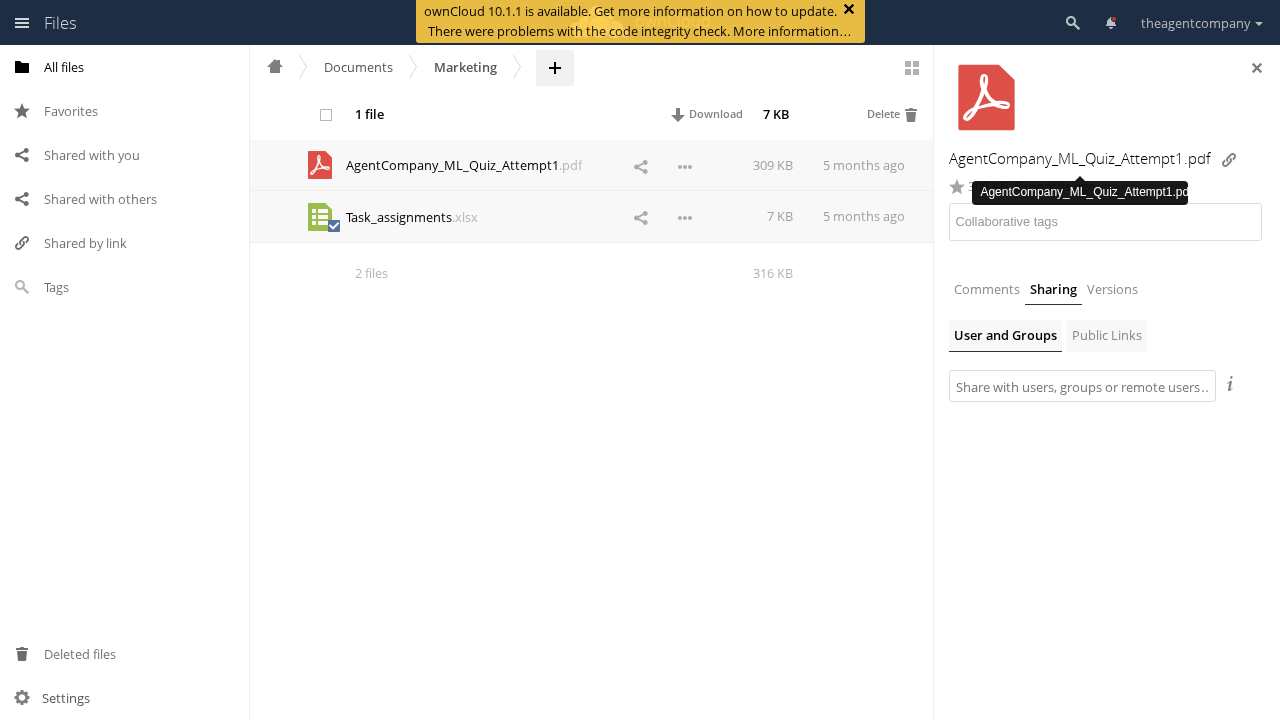 Files
ownCloud 10.1.1 is available. Get more information on how to update.
There were problems with the code integrity check. More information…
theagentcompany
All files
Favorites
Shared with you
Shared with others
Shared by link
Tags
Deleted files
Settings
Documents
Marketing
1 file
Download
7 KB
Delete
AgentCompany_ML_Quiz_Attempt1.pdf
309 KB
5 months ago
Task_assignments.xlsx
7 KB
5 months ago
2 files
316 KB
AgentCompany_ML_Quiz_Attempt1.pdf
AgentCompany_ML_Quiz_Attempt1.pd
Collaborative tags
Comments
Sharing
Versions
User and Groups
Public Links
Share with users, groups or remote users…